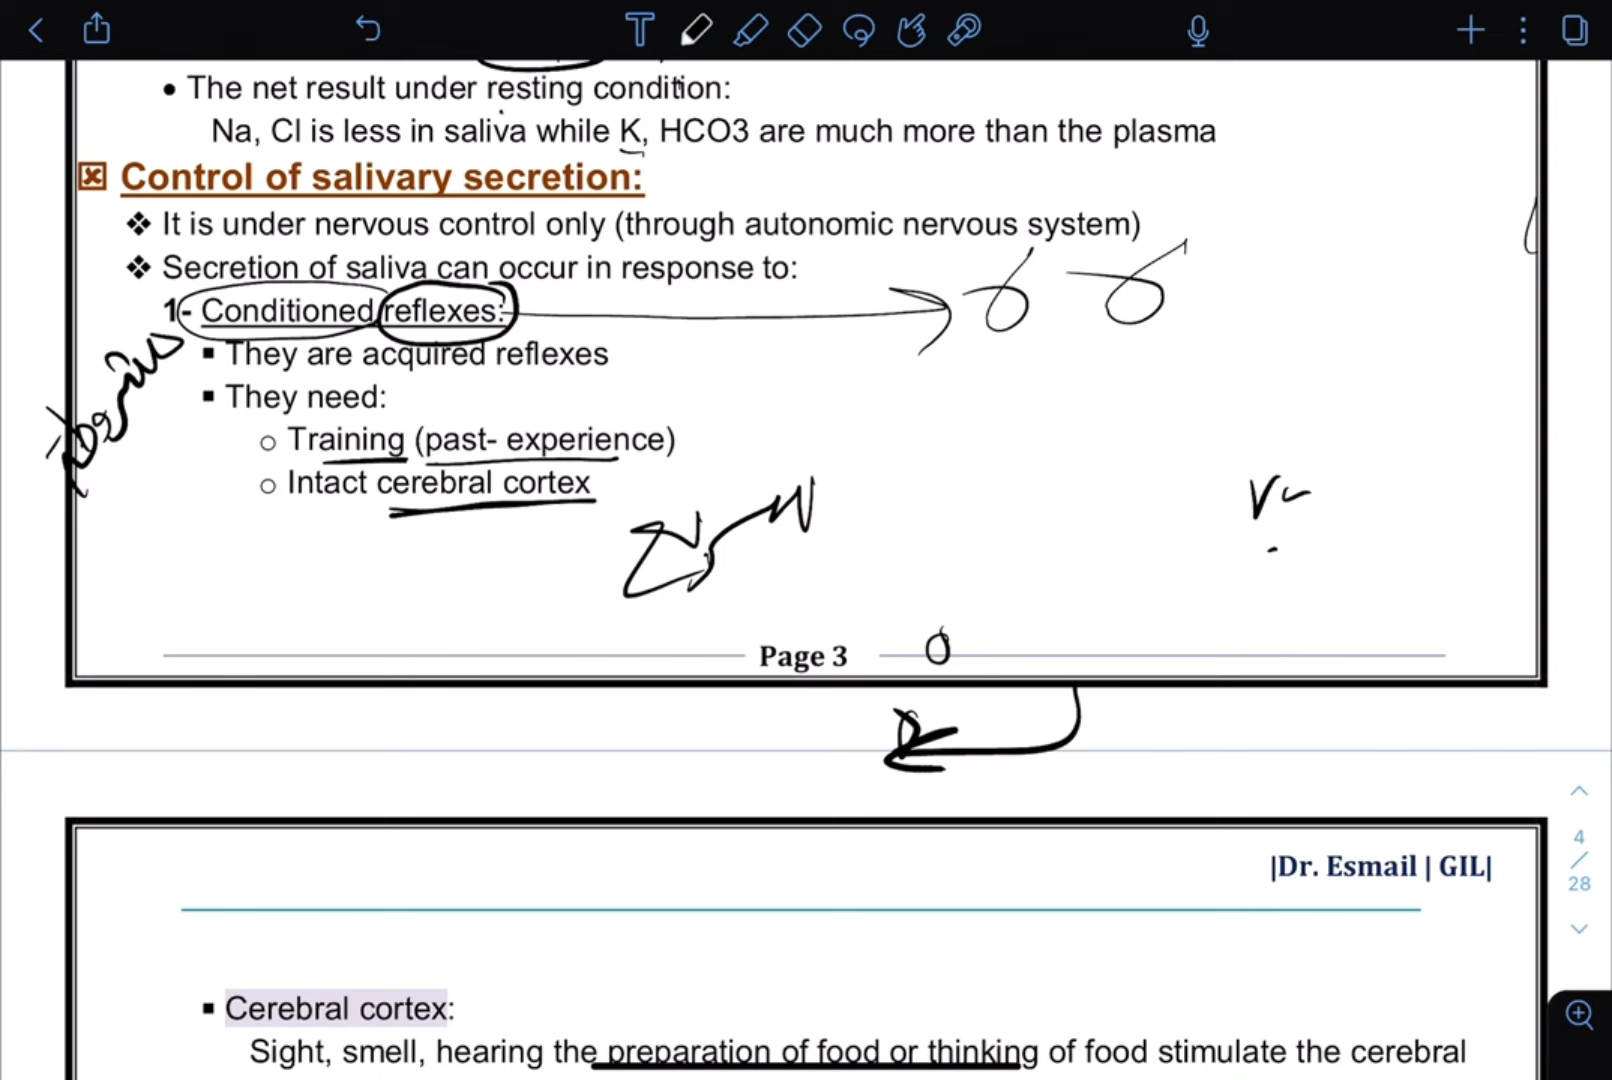 • The net result under resting condition:
Na, Cl is less in saliva while K, HCO3 are much more than the plasma
Control of salivary secretion:
❖ It is under nervous control only (through autonomic nervous system)
❖ Secretion of saliva can occur in response to:
1- Conditioned reflexes:
▪ They are acquired reflexes
▪ They need:
o Training (past- experience)
o Intact cerebral cortex
Page 3
|Dr. Esmail | GIL|
4
/
28
▪ Cerebral cortex:
Sight, smell, hearing the preparation of food or thinking of food stimulate the cerebral